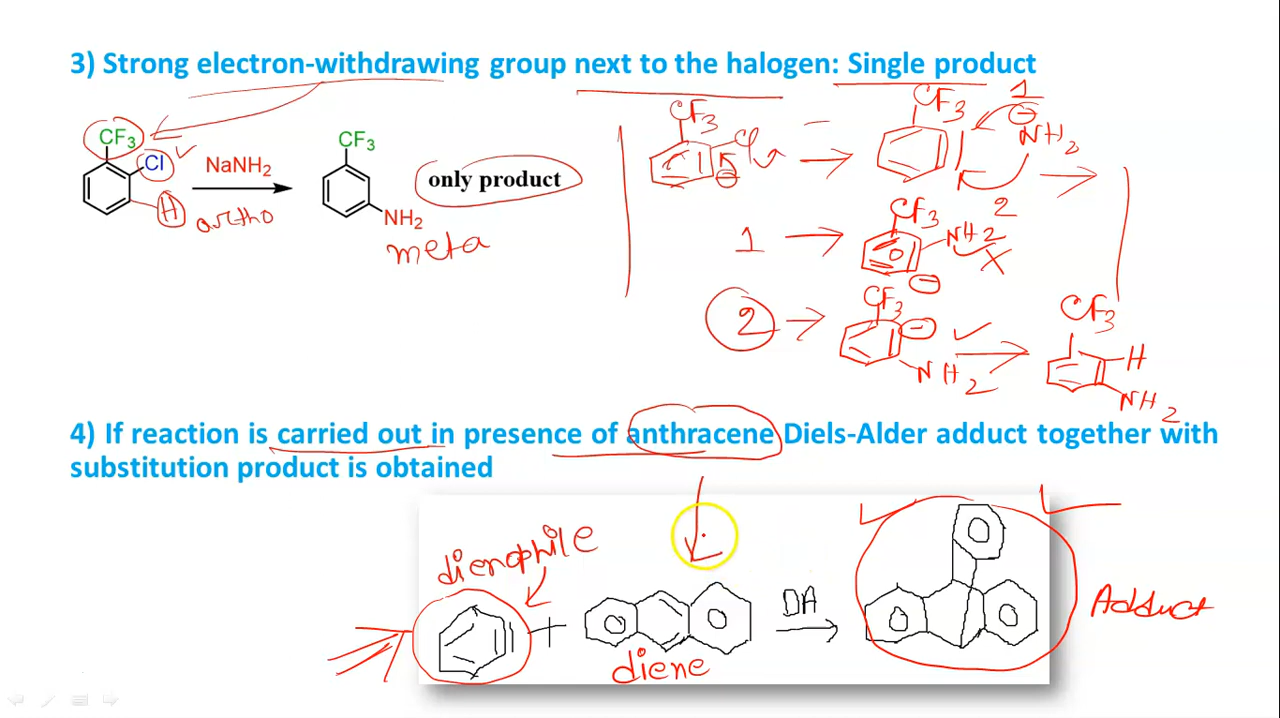 3) Strong electron-withdrawing group next to the halogen: Single product
CF3
Cl
H
NaNH2
ortho
CF3
NH2
meta
only product
CF3
Cl
⊖
CF3
1
⊖
NH2
2
1
CF3
NH2
⊖
2
CF3
⊖
NH2
CF3
H
NH2
4) If reaction is carried out in presence of anthracene Diels-Alder adduct together with
substitution product is obtained
dienophile
+
diene
DA
Adduct